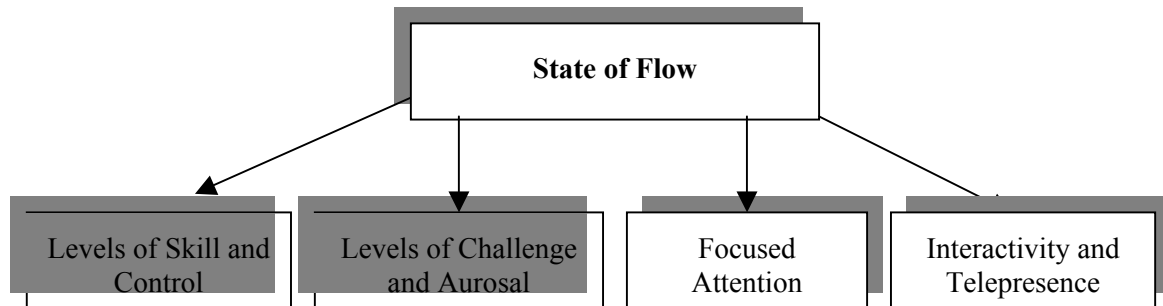 State of Flow
Levels of Skill and
Control
Levels of Challenge
and Aurosal
Focused
Attention
Interactivity and
Telepresence